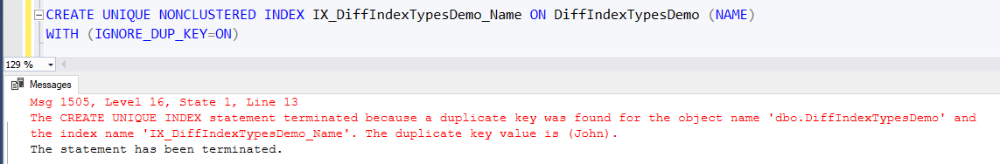 CREATE UNIQUE NONCLUSTERED INDEX IX_DiffIndexTypesDemo_Name ON DiffIndexTypesDemo (NAME)
WITH (IGNORE_DUP_KEY=ON)
129 %
Messages
Msg 1505, Level 16, State 1, Line 13
The CREATE UNIQUE INDEX statement terminated because a duplicate key was found for the object name 'dbo.DiffIndexTypesDemo' and
the index name 'IX_DiffIndexTypesDemo_Name'. The duplicate key value is (John).
The statement has been terminated.